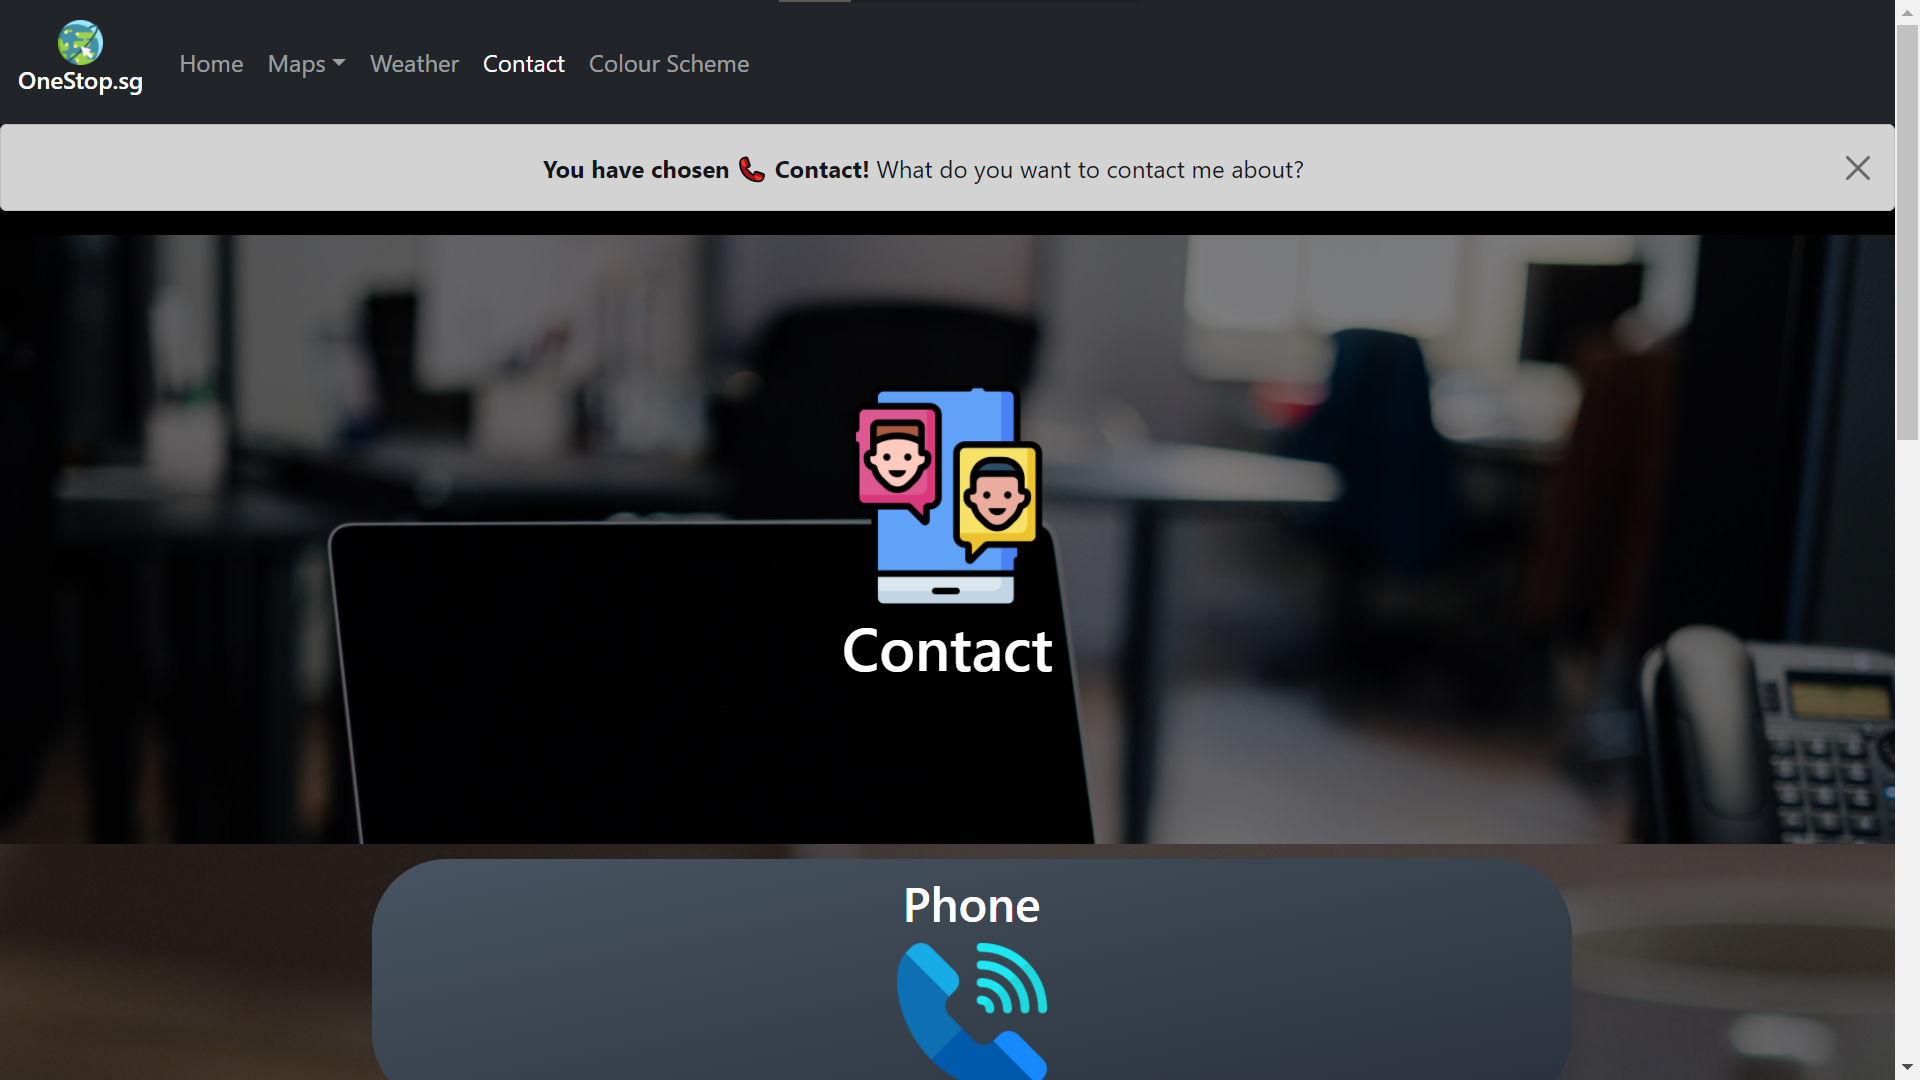 OneStop.sg
Home Maps Weather Contact Colour Scheme
You have chosen 📞 Contact! What do you want to contact me about?
Contact
Phone